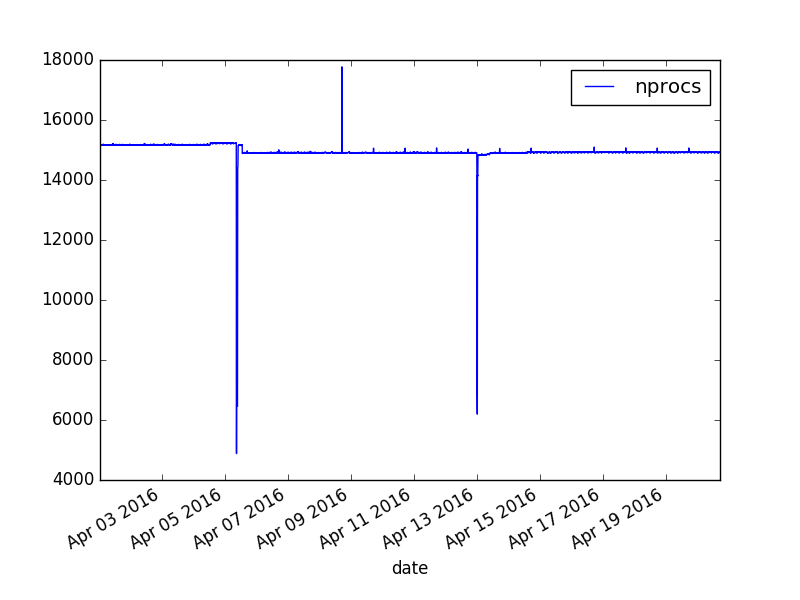 18000
16000
14000
12000
10000
8000
6000
4000
nprocs
Apr 03 2016
Apr 05 2016
Apr 07 2016
Apr 09 2016
Apr 11 2016
Apr 13 2016
Apr 15 2016
Apr 17 2016
Apr 19 2016
date